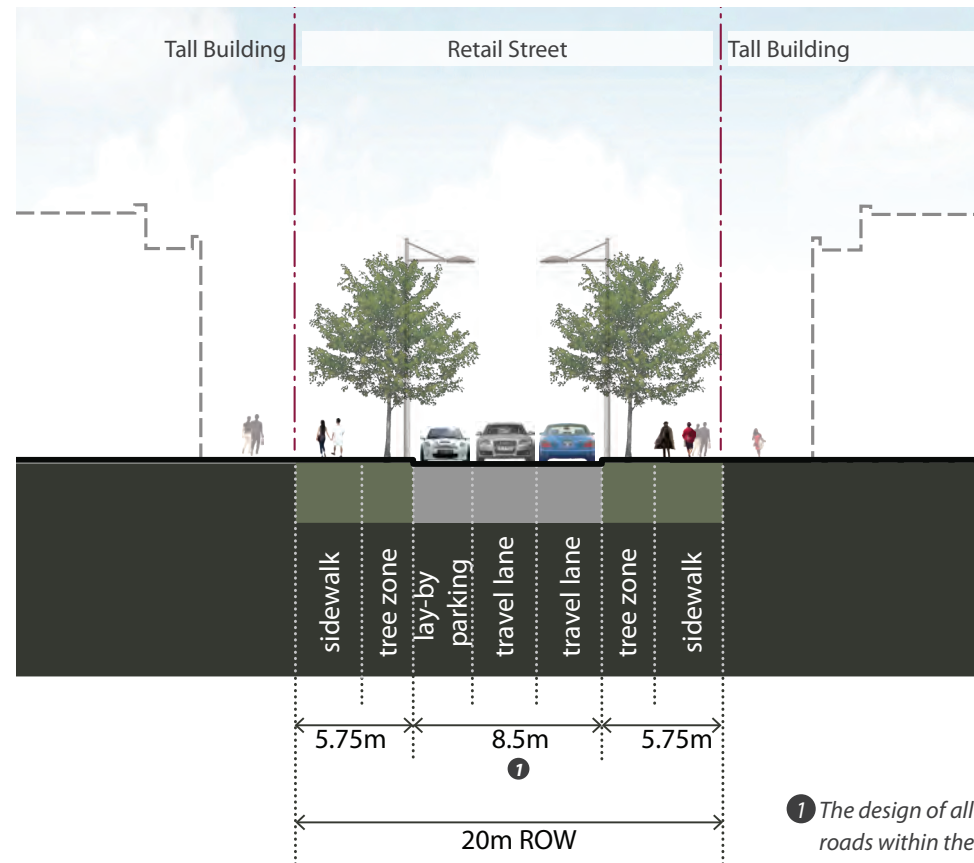 Tall Building
Retail Street
Tall Building
sidewalk
tree zone
lay-by
parking
travel lane
travel lane
tree zone
sidewalk
5.75m
8.5m
5.75m
1
20m ROW
1 The design of all
roads within the